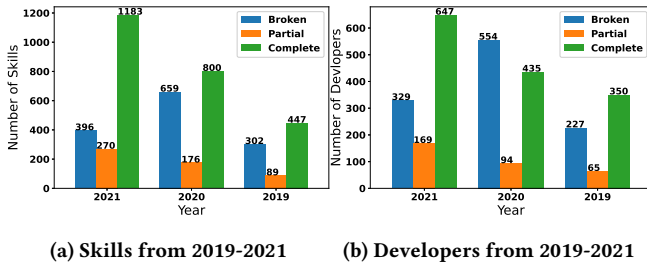 1200
1000
800
600
400
200
0
Number of Skills
1183
396
270
659
800
176
302
447
89
Broken
Partial
Complete
2021 2020 2019
Year
(a) Skills from 2019-2021
600
500
400
300
200
100
0
Number of Devlopers
647
329
169
554
435
94
227
350
65
Broken
Partial
Complete
2021 2020 2019
Year
(b) Developers from 2019-2021